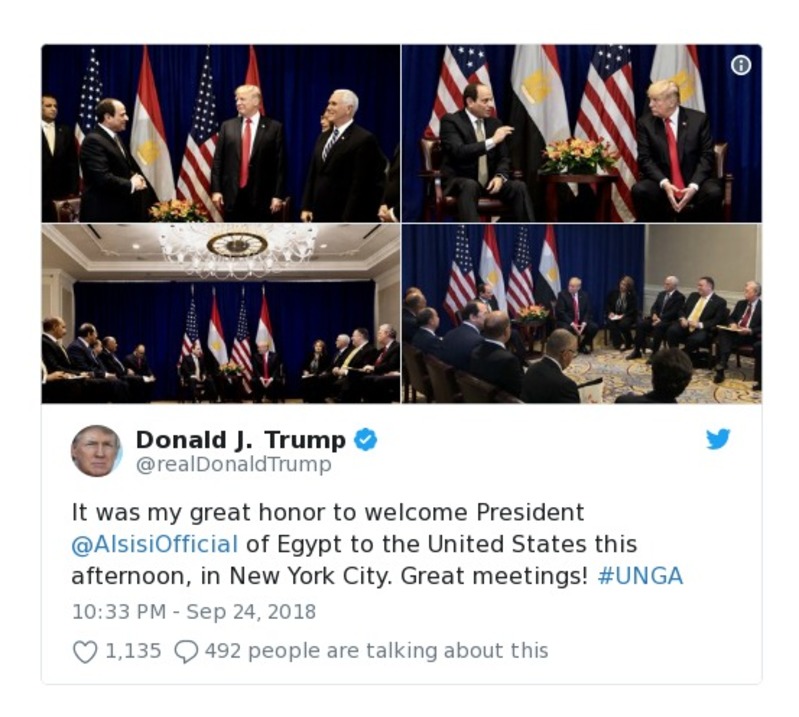 Donald J. Trump
@realDonaldTrump
It was my great honor to welcome President
@AlsisiOfficial of Egypt to the United States this
afternoon, in New York City. Great meetings! #UNGA
10:33 PM - Sep 24, 2018
1,135 492 people are talking about this